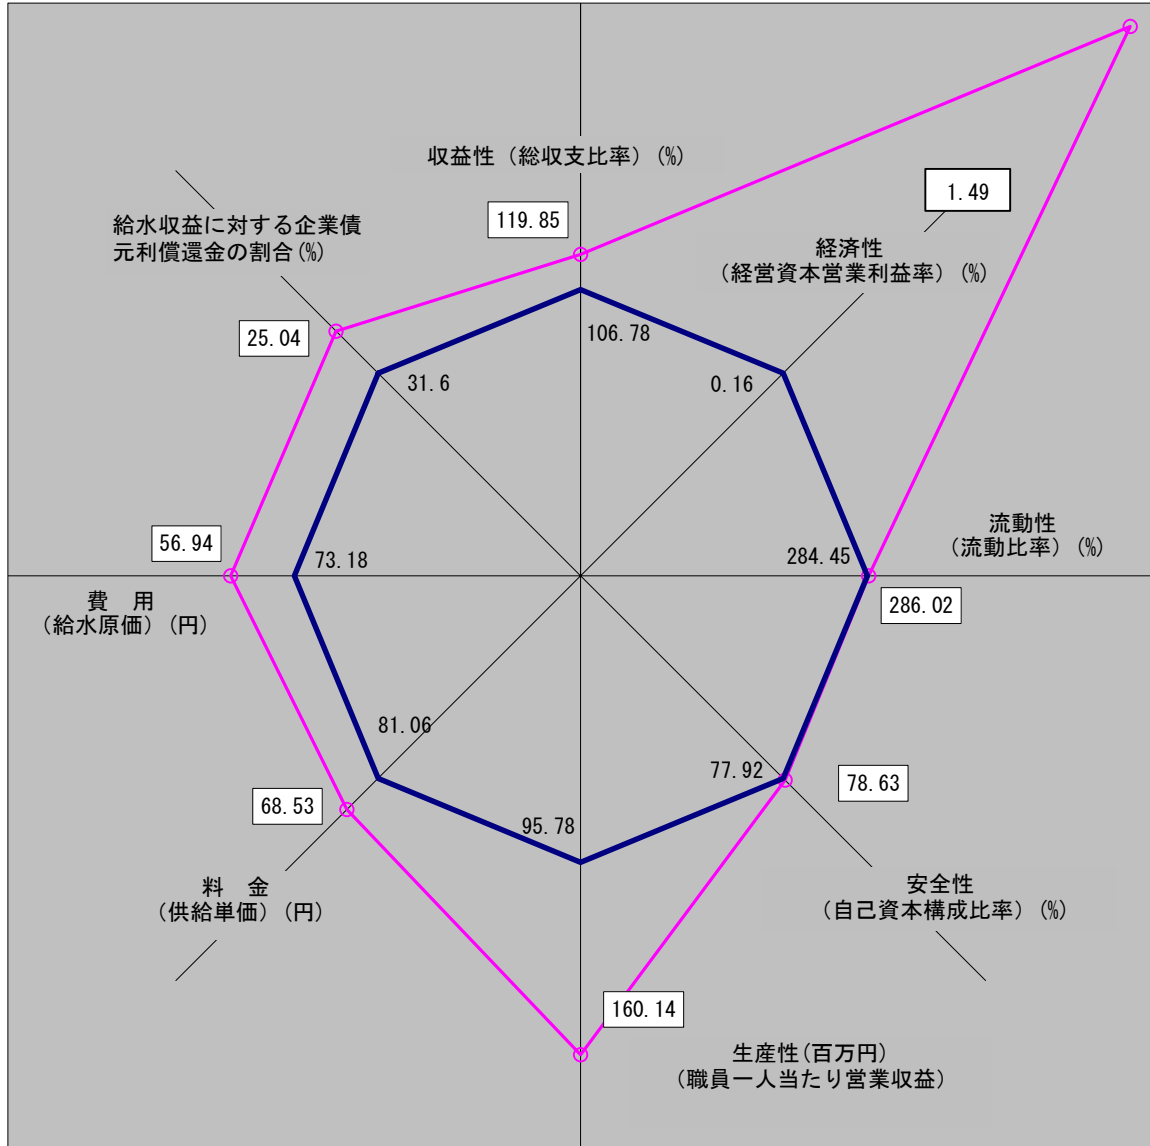 収益性（総収支比率）(%)
1.49
119.85
給水収益に対する企業債
元利償還金の割合(%)
経済性
（経営資本営業利益率）(%)
25.04
106.78
31.6
0.16
流動性
（流動比率）(%)
56.94
73.18
284.45
286.02
費　用
（給水原価）(円)
81.06
77.92
78.63
68.53
95.78
料　金
（供給単価）(円)
安全性
（自己資本構成比率）(%)
160.14
生産性(百万円)
（職員一人当たり営業収益）